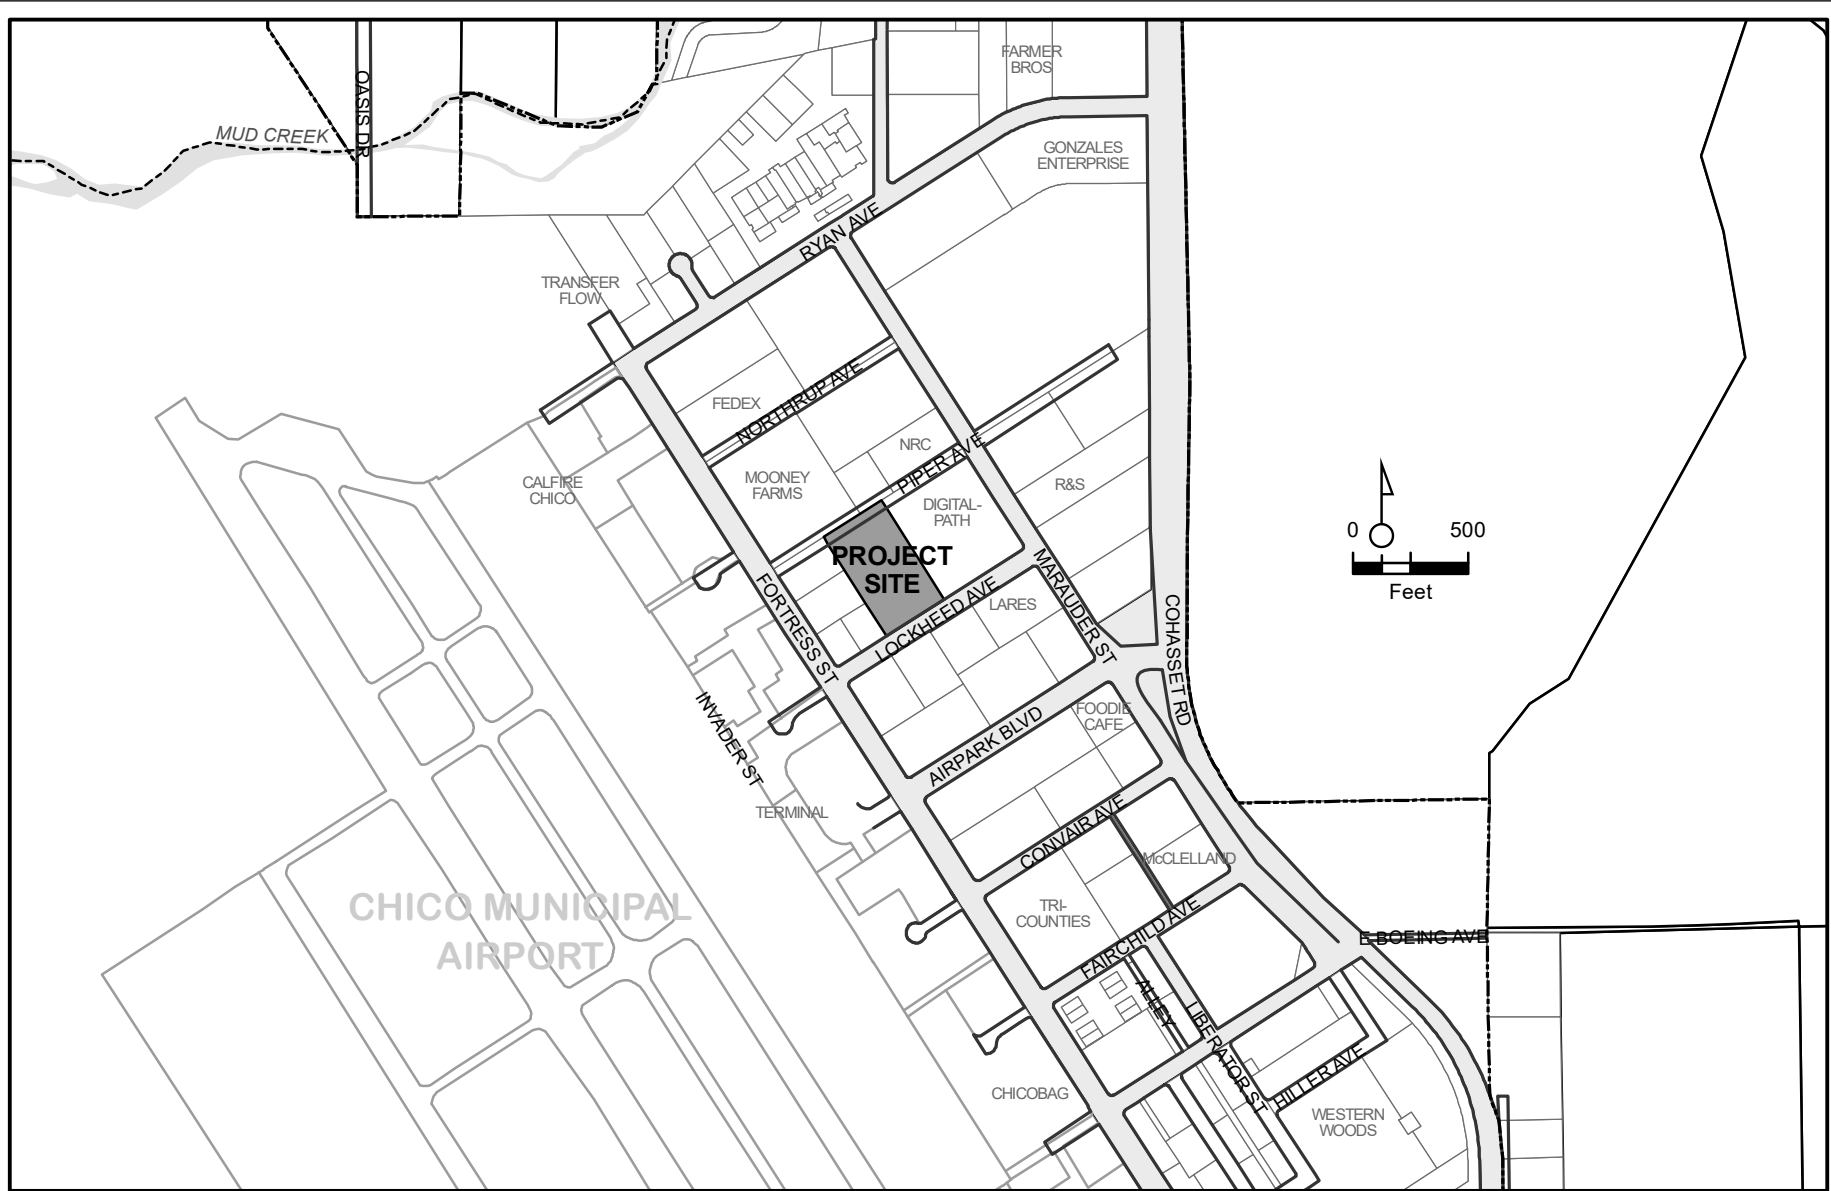 FARMER
BROS
OASIS DR
MUD CREEK
GONZALES
ENTERPRISE
RYAN AVE
TRANSFER
FLOW
FEDEX
NORTHRUP AVE
NRC
PIPER AVE
MOONEY
FARMS
CALFIRE
CHICO
R&S
DIGITAL-
PATH
0 500
Feet
PROJECT
SITE
FORTRESS ST
LOCKHEED AVE
LARES
MARAUDER ST
COHASSET RD
INVADER ST
FOODIE
CAFE
AIRPARK BLVD
TERMINAL
CONVAIR AVE
McCLELLAND
CHICO MUNICIPAL
AIRPORT
TRI-
COUNTIES
FAIRCHILD AVE
E BOEING AVE
ALLEY
LIBERATOR ST
HILLER AVE
CHICOBAG
WESTERN
WOODS